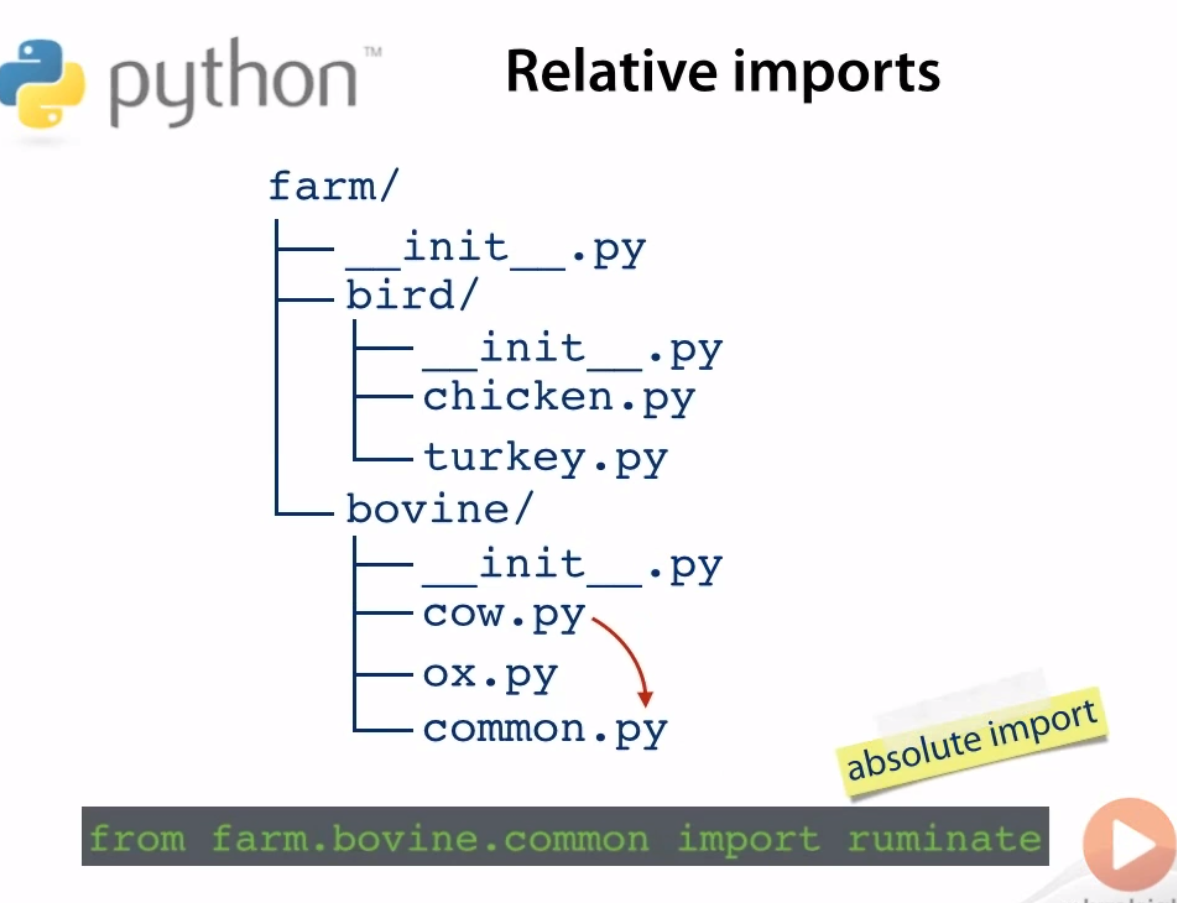 python™
Relative imports
farm/
__init__.py
bird/
__init__.py
chicken.py
turkey.py
bovine/
__init__.py
cow.py
ox.py
common.py
absolute import
from farm.bovine.common import ruminate